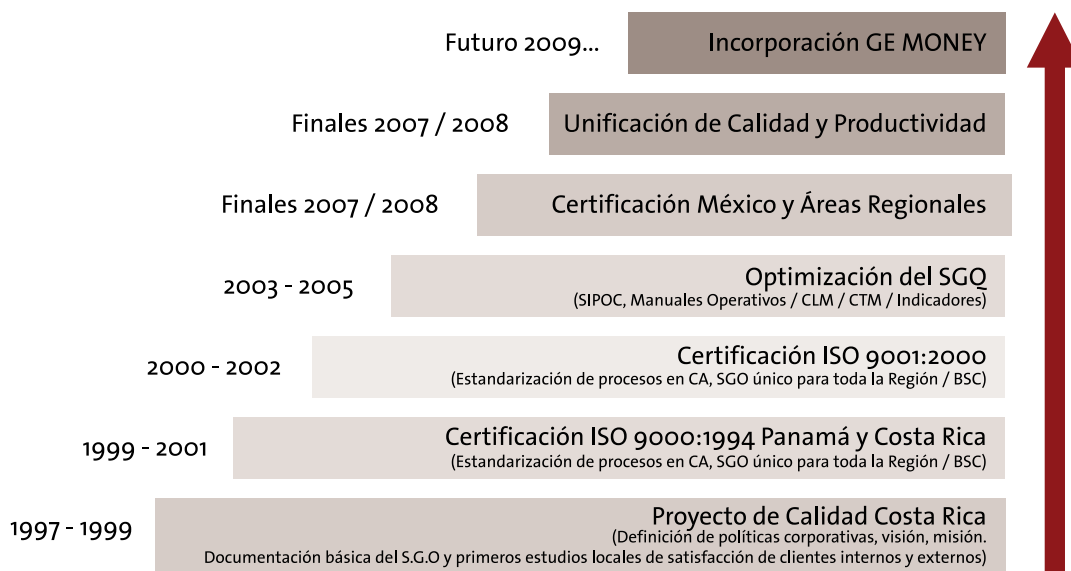 Futuro 2009... Incorporación GE MONEY
Finales 2007 / 2008 Unificación de Calidad y Productividad
Finales 2007 / 2008 Certificación México y Áreas Regionales
2003 - 2005 Optimización del SGQ
(SIPOC, Manuales Operativos / CLM / CTM / Indicadores)
2000 - 2002 Certificación ISO 9001:2000
(Estandarización de procesos en CA, SGO único para toda la Región / BSC)
1999 - 2001 Certificación ISO 9000:1994 Panamá y Costa Rica
(Estandarización de procesos en CA, SGO único para toda la Región / BSC)
1997 - 1999 Proyecto de Calidad Costa Rica
(Definición de políticas corporativas, visión, misión.
Documentación básica del S.G.O y primeros estudios locales de satisfacción de clientes internos y externos)